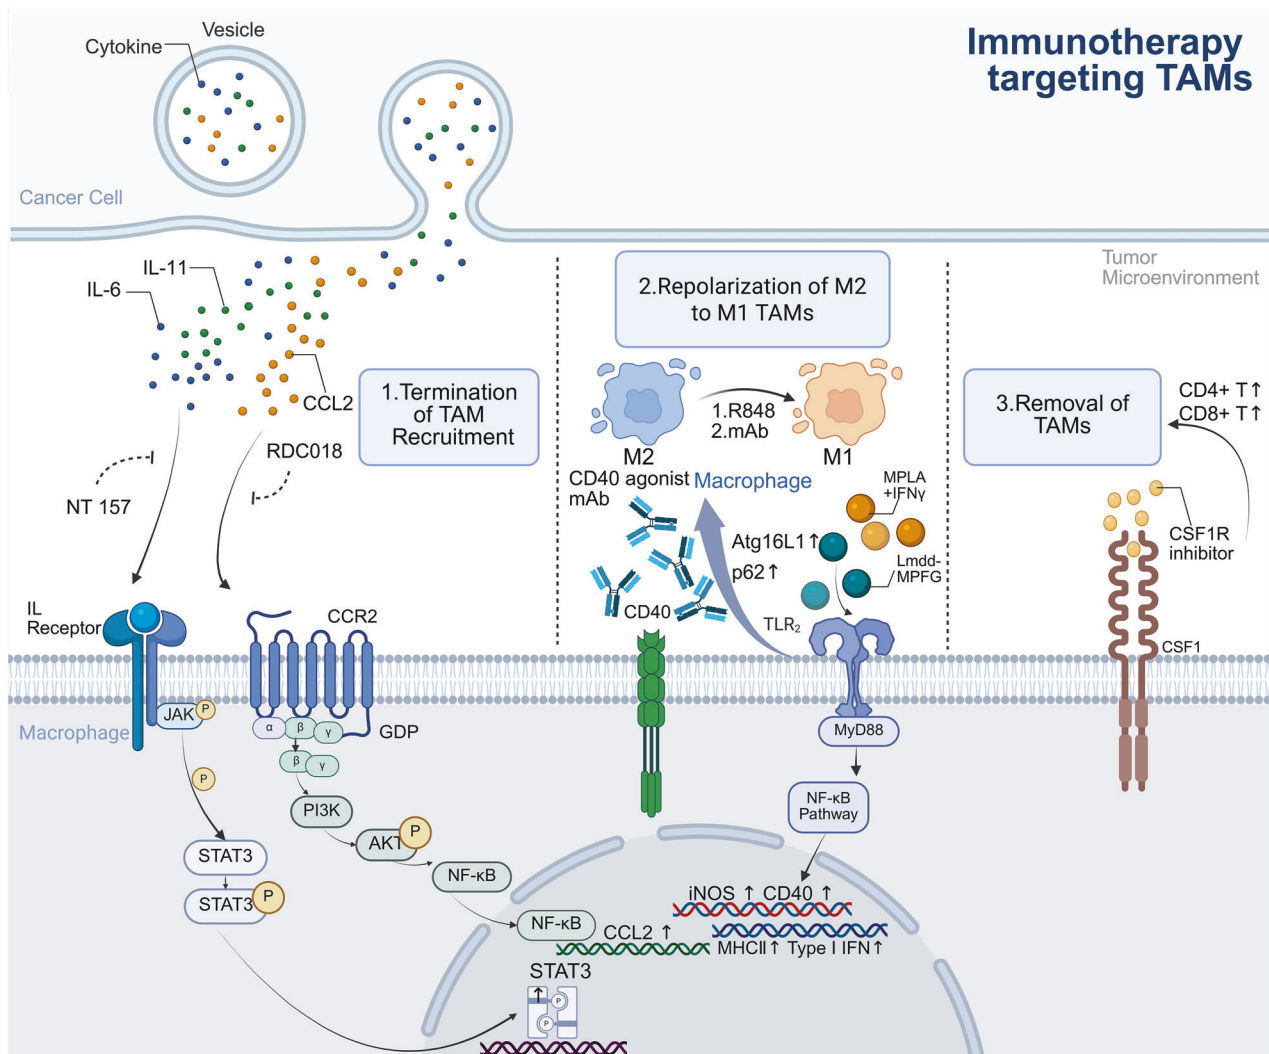 Immunotherapy
targeting TAMs
Vesicle
Cytokine
Cancer Cell
Tumor
Microenvironment
IL-11
IL-6
CCL2
1.Termination
of TAM
Recruitment
RDC018
NT 157
IL
Receptor
CCR2
JAK
P
Macrophage
α
β
γ
GDP
β
γ
P
PI3K
AKT
P
STAT3
STAT3
P
NF-κB
NF-κB
CCL2 ↑
STAT3
↑
P
P
2.Repolarization of M2
to M1 TAMs
1.R848
2.mAb
M2
M1
Macrophage
CD40 agonist
mAb
MPLA
+IFNγ
Atg16L1↑
p62↑
Lmdd-
MPFG
CD40
TLR₂
MyD88
NF-κB
Pathway
iNOS ↑ CD40 ↑
MHCII↑ Type I IFN↑
3.Removal of
TAMs
CD4+ T↑
CD8+ T↑
CSF1R
inhibitor
CSF1